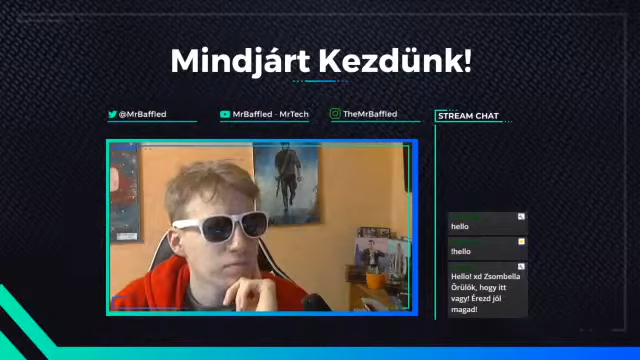 Mindjárt Kezdünk!
@MrBaffled
MrBaffled - MrTech
TheMrBaffled
STREAM CHAT
hello
!hello
Hello! xd Zsombella
Örülök, hogy itt
vagy! Érezd jól
magad!